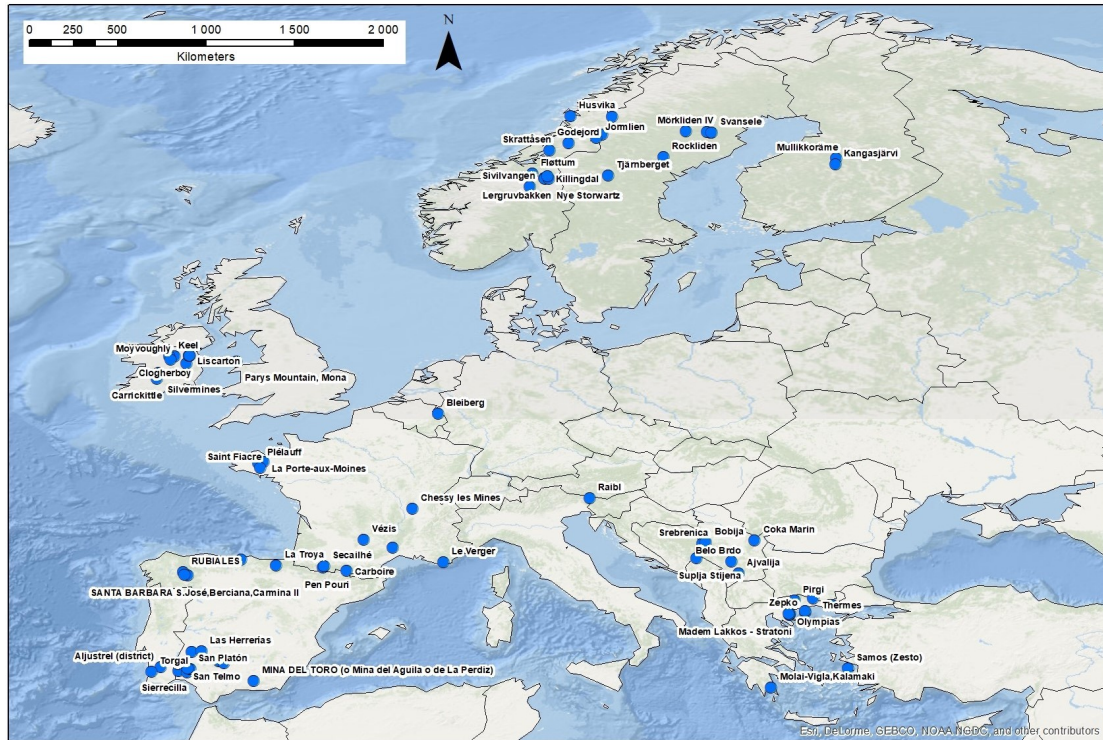 0 250 500 1 000 1 500 2 000
Kilometers
N
Husvika
Mörkliden IV
Svansele
Godejord
Jormlien
Skrattåsen
Rockliden
Mullikkoräme
Kangasjärvi
Fløttum
Tjärnberget
Sivilvangen
Killingdal
Lergruvbakken
Nye Storwartz
Moyvoughly
Keel
Liscarton
Clogherboy
Silvermines
Carrickittle
Parys Mountain, Mona
Bleiberg
Plélauff
Saint Fiacre
La Porte-aux-Moines
Chessy les Mines
Raibl
Vézis
Srebrenica
Bobija
Coka Marin
Le Verger
La Troya
Secailhé
RUBIALES
Belo Brdo
Ajvalija
Carboire
Suplja Stijena
Pen Pouri
SANTA BARBARA
S.José,Berciana,Carmina II
Pirgi
Zepko
Thermes
Olympias
Madem Lakkos - Stratoni
Las Herrerías
Aljustrel (district)
Torgal
San Platón
MINA DEL TORO (o Mina del Aguila o de La Perdiz)
Samos (Zesto)
San Telmo
Molai-Vigla,Kalamaki
Sierrecilla
Esri, DeLorme, GEBCO, NOAA NGDC, and other contributors